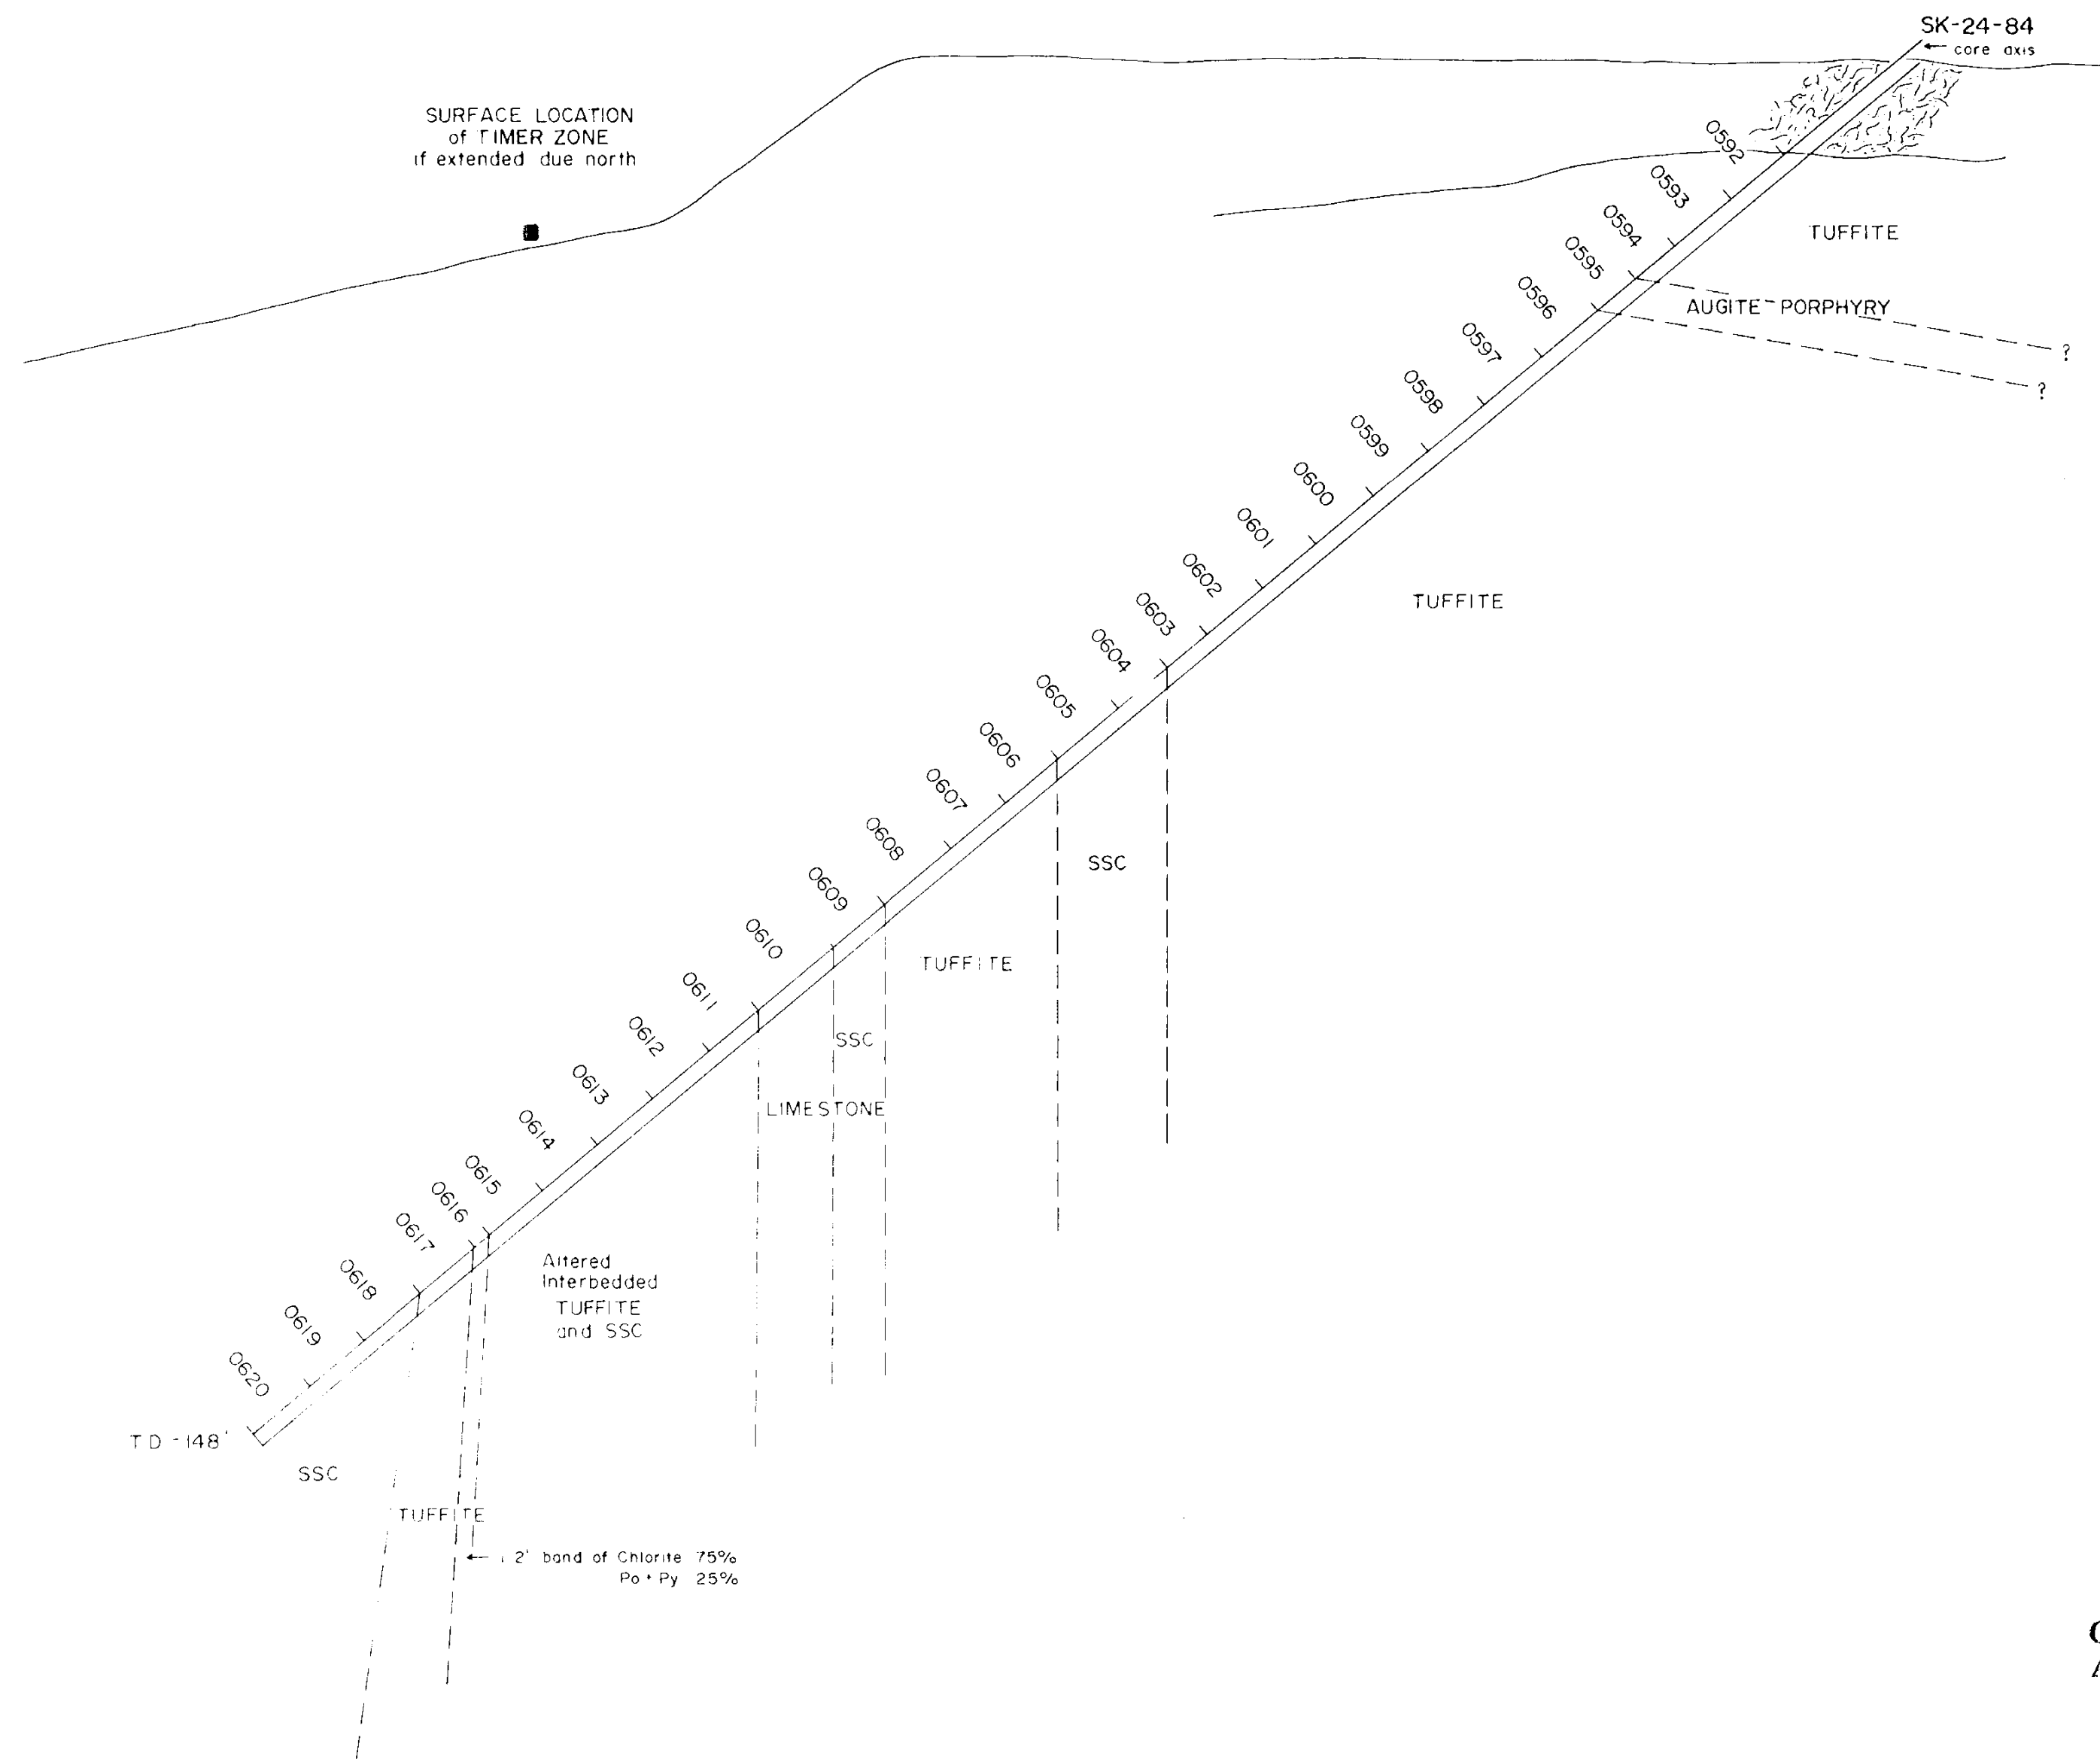 SK-24-84
← core axis
SURFACE LOCATION
of TIMER ZONE
if extended due north
0592
0593
TUFFITE
0594
0595
AUGITE-PORPHYRY
0596
?
?
0597
0598
0599
0600
0601
0602
TUFFITE
0603
0604
0605
0606
0607
0608
SSC
0609
0610
TUFFITE
0611
SSC
0612
0613
LIMESTONE
0614
0615
0616
0617
Altered
Interbedded
TUFFITE
and SSC
0618
0619
0620
TD -148'
SSC
TUFFITE
← 2' band of Chlorite 75%
Po + Py 25%